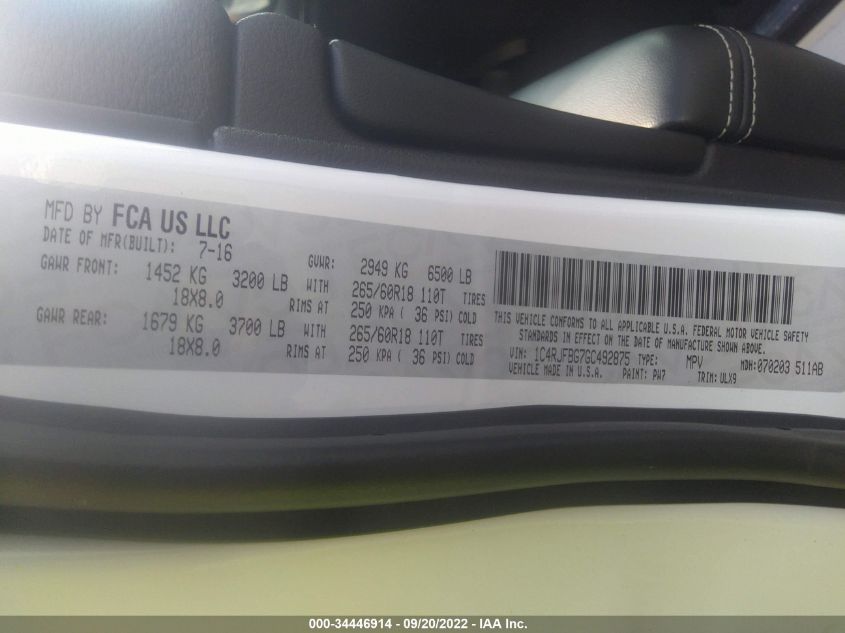 MFD BY FCA US LLC
DATE OF MFR(BUILT): 7-16
GVWR: 2949 KG 6500 LB
GAWR FRONT: 1452 KG 3200 LB WITH 265/60R18 110T TIRES
18X8.0 RIMS AT 250 KPA ( 36 PSI) COLD
GAWR REAR: 1679 KG 3700 LB WITH 265/60R18 110T TIRES
18X8.0 RIMS AT 250 KPA ( 36 PSI) COLD
THIS VEHICLE CONFORMS TO ALL APPLICABLE U.S.A. FEDERAL MOTOR VEHICLE SAFETY
STANDARDS IN EFFECT ON THE DATE OF MANUFACTURE SHOWN ABOVE.
VIN: 1C4RJFBG7GC492875 TYPE: MPV MDH:070203 511AB
VEHICLE MADE IN U.S.A. PAINT: PW7 TRIM: ULX9
000-34446914 - 09/20/2022 - IAA Inc.